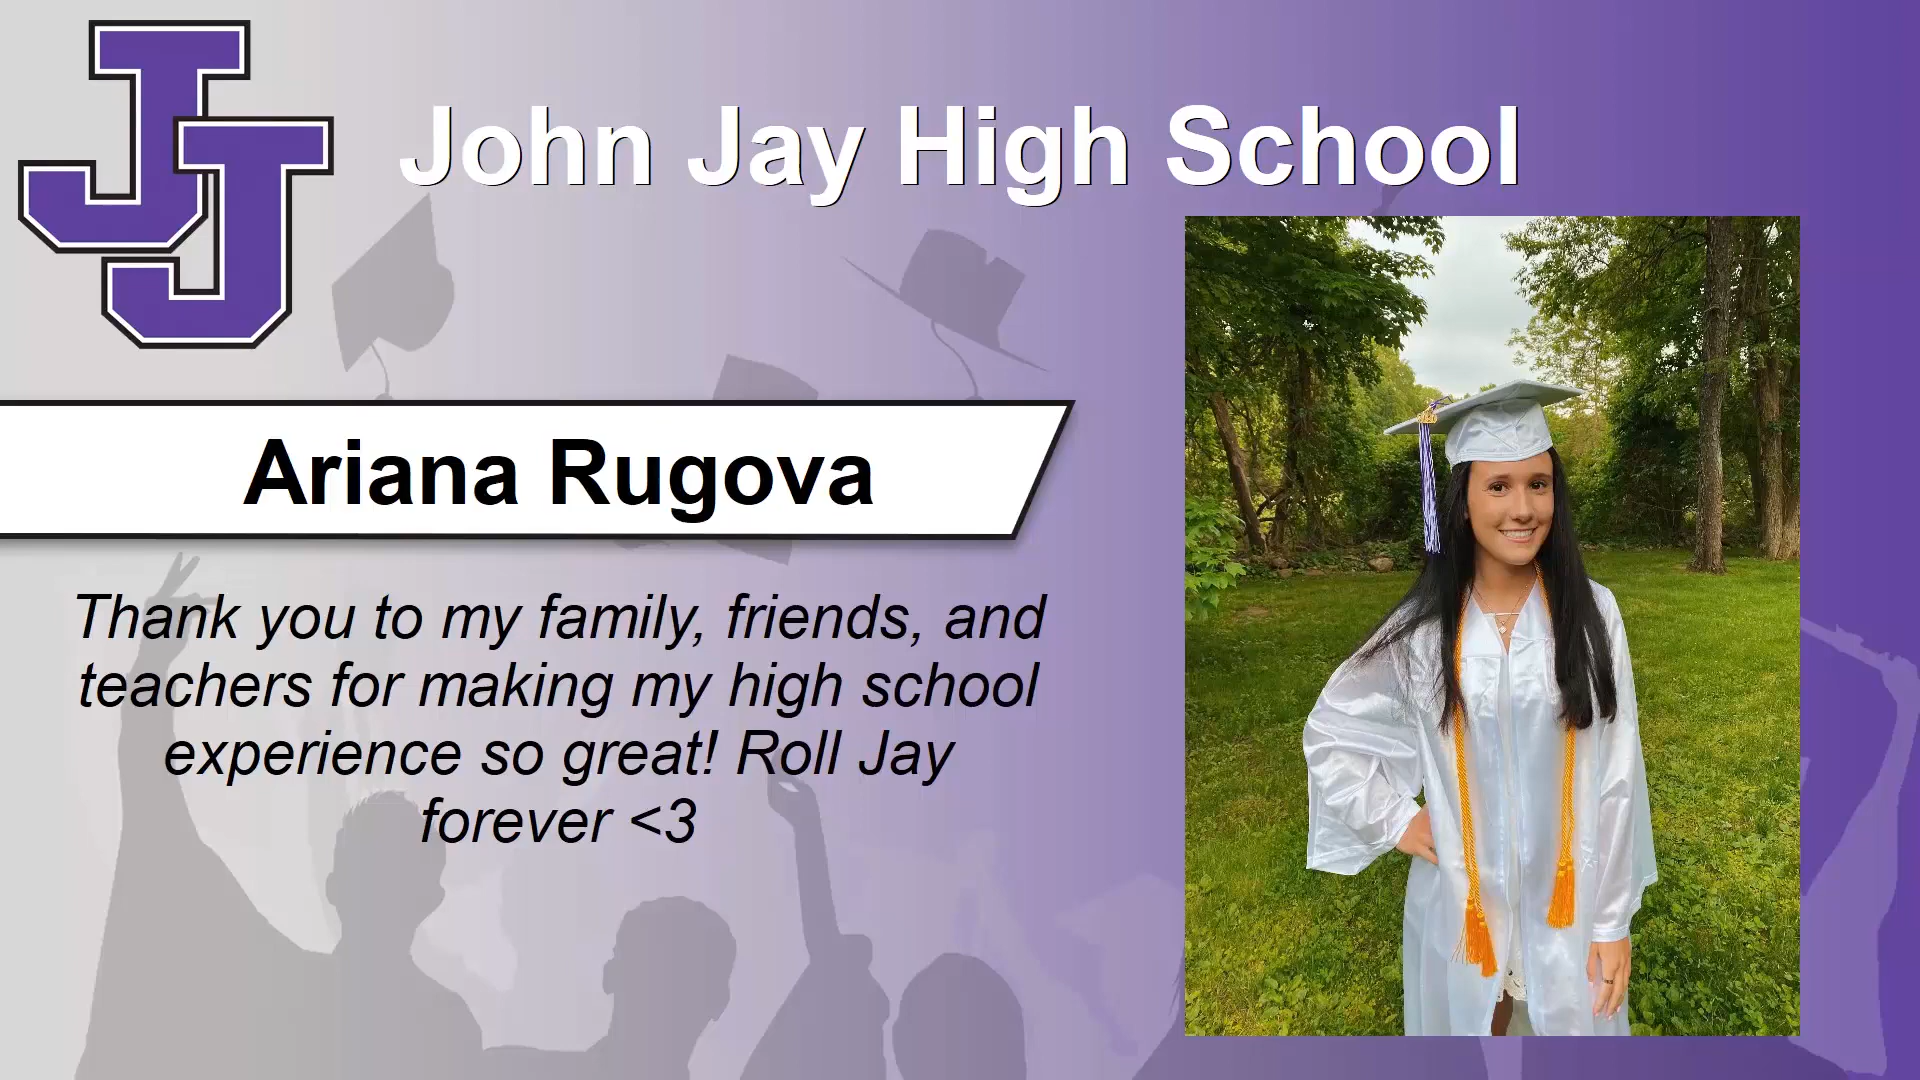 JJ
John Jay High School
Ariana Rugova
Thank you to my family, friends, and
teachers for making my high school
experience so great! Roll Jay
forever <3